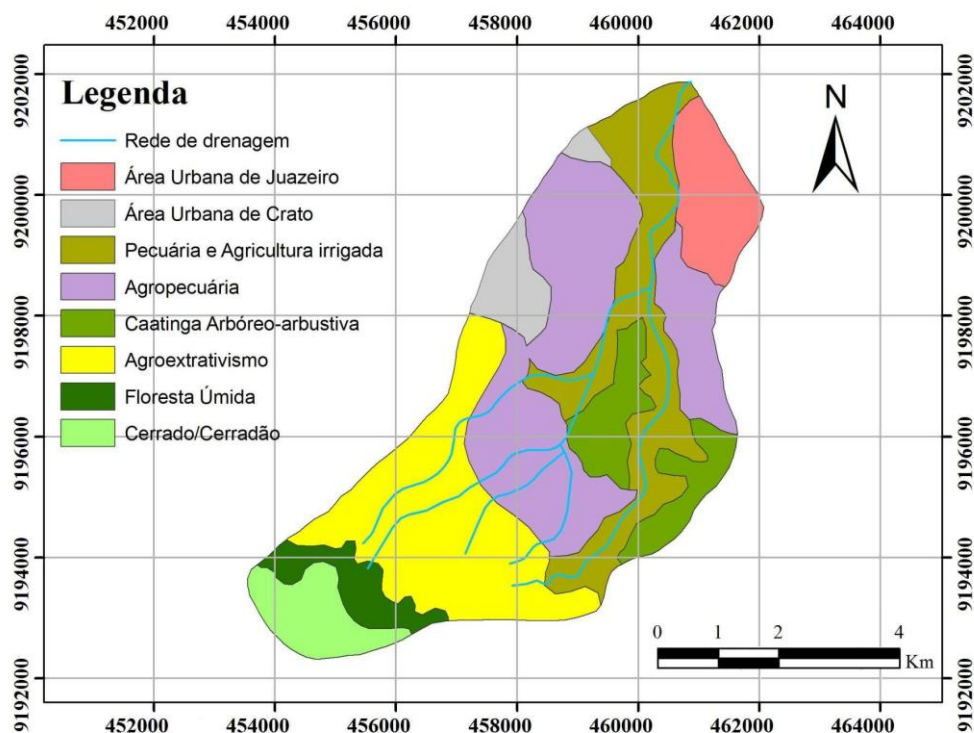 452000 454000 456000 458000 460000 462000 464000
Legenda
Rede de drenagem
Área Urbana de Juazeiro
Área Urbana de Crato
Pecuária e Agricultura irrigada
Agropecuária
Caatinga Arbóreo-arbustiva
Agroextrativismo
Floresta Úmida
Cerrado/Cerradão
9202000
9200000
9198000
9196000
9194000
9192000
N
9202000
9200000
9198000
9196000
9194000
9192000
0 1 2 4
Km
452000 454000 456000 458000 460000 462000 464000